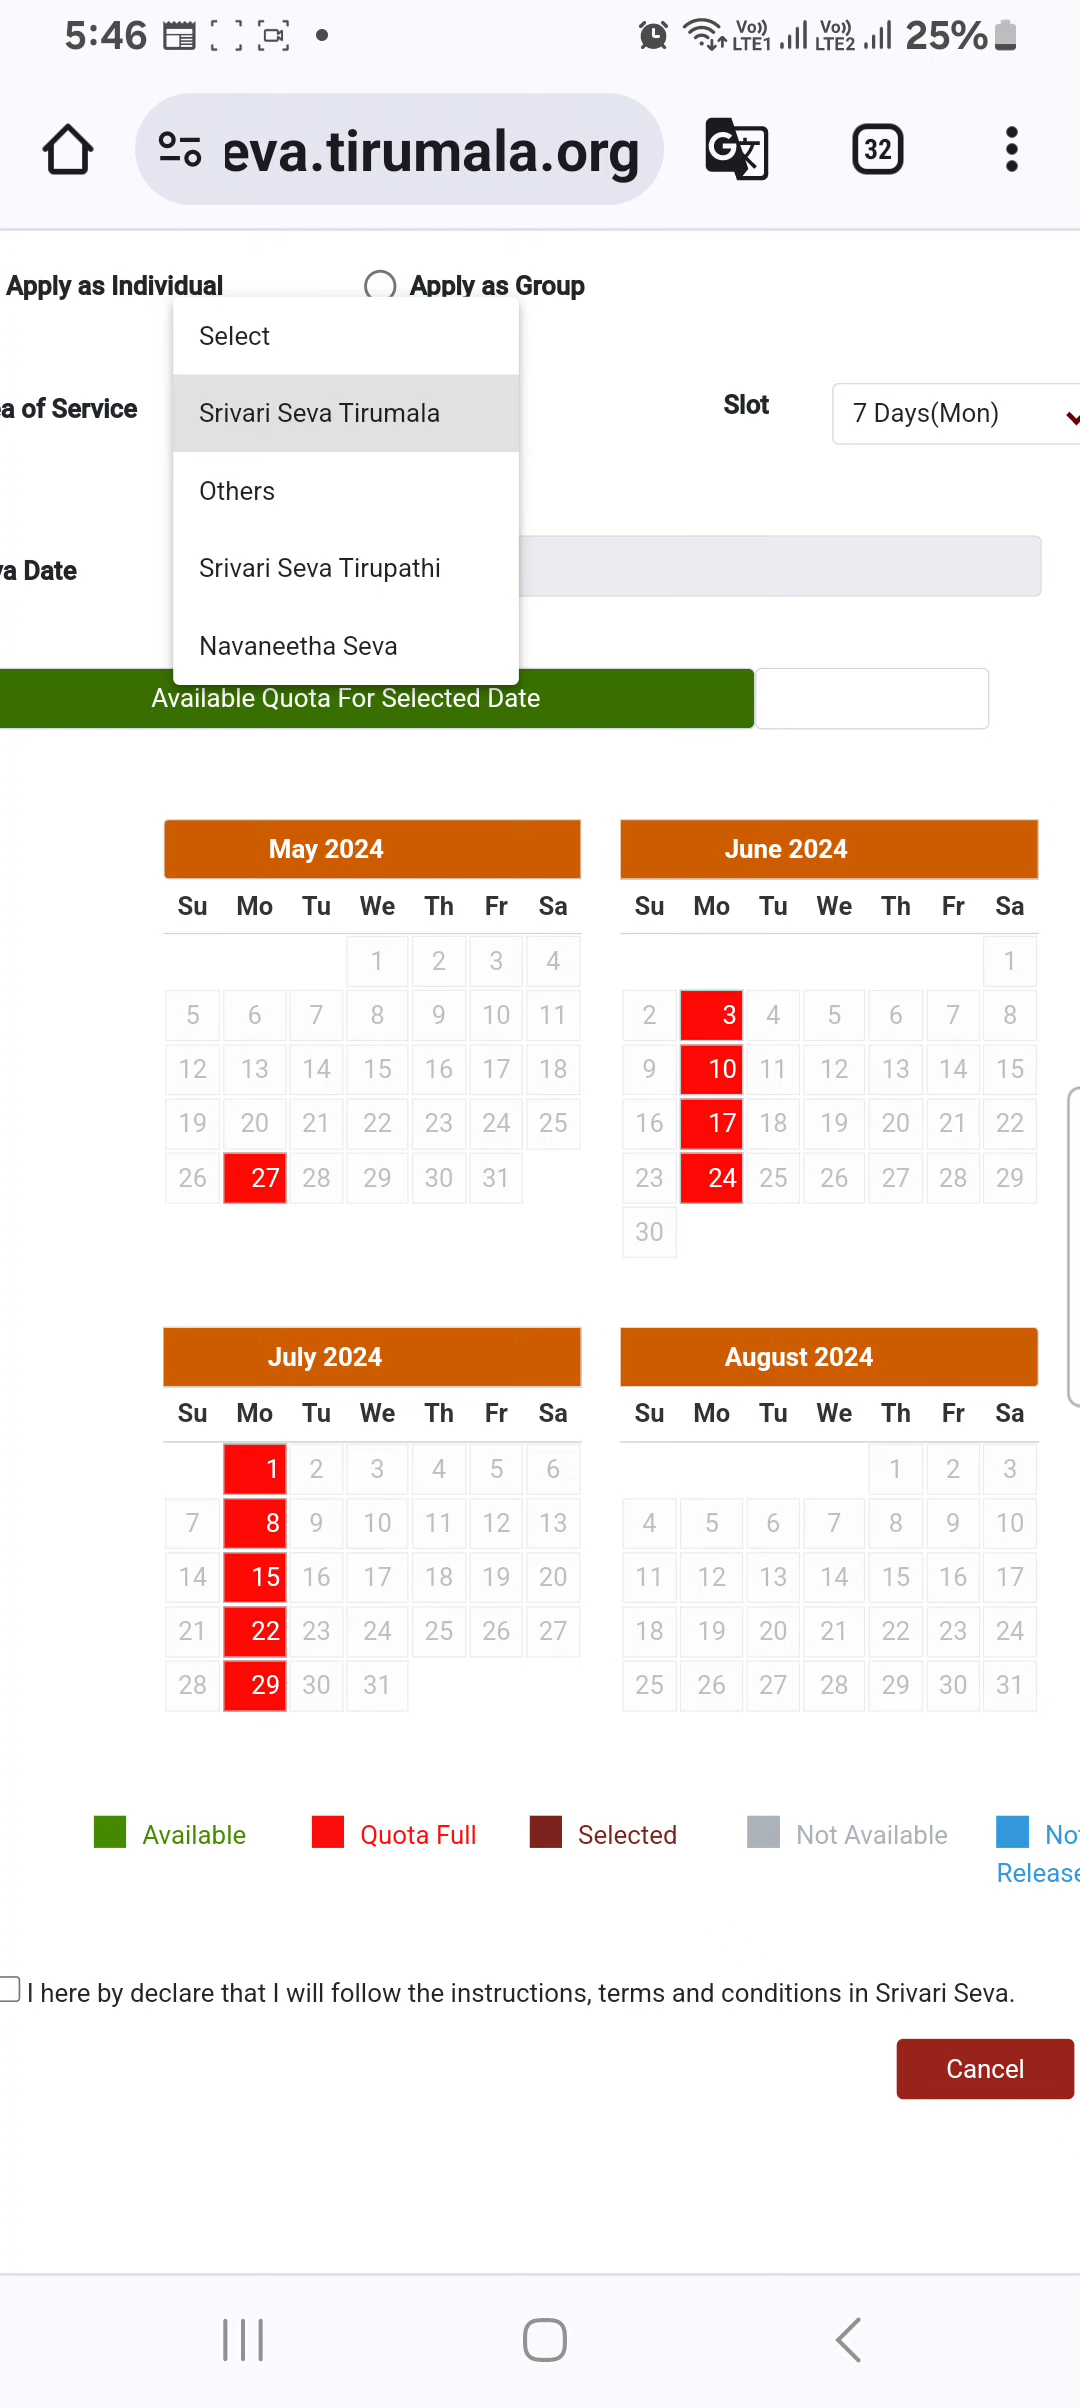 5:46 Vo)) LTE1 Vo)) LTE2 25%
eva.tirumala.org 32
Apply as Individual Apply as Group
Select
a of Service Srivari Seva Tirumala Slot 7 Days(Mon)
Others
a Date Srivari Seva Tirupathi
Navaneetha Seva
Available Quota For Selected Date
May 2024
Su Mo Tu We Th Fr Sa
1 2 3 4
5 6 7 8 9 10 11
12 13 14 15 16 17 18
19 20 21 22 23 24 25
26 27 28 29 30 31
June 2024
Su Mo Tu We Th Fr Sa
1
2 3 4 5 6 7 8
9 10 11 12 13 14 15
16 17 18 19 20 21 22
23 24 25 26 27 28 29
30
July 2024
Su Mo Tu We Th Fr Sa
1 2 3 4 5 6
7 8 9 10 11 12 13
14 15 16 17 18 19 20
21 22 23 24 25 26 27
28 29 30 31
August 2024
Su Mo Tu We Th Fr Sa
1 2 3
4 5 6 7 8 9 10
11 12 13 14 15 16 17
18 19 20 21 22 23 24
25 26 27 28 29 30 31
Available Quota Full Selected Not Available No
Release
I here by declare that I will follow the instructions, terms and conditions in Srivari Seva.
Cancel